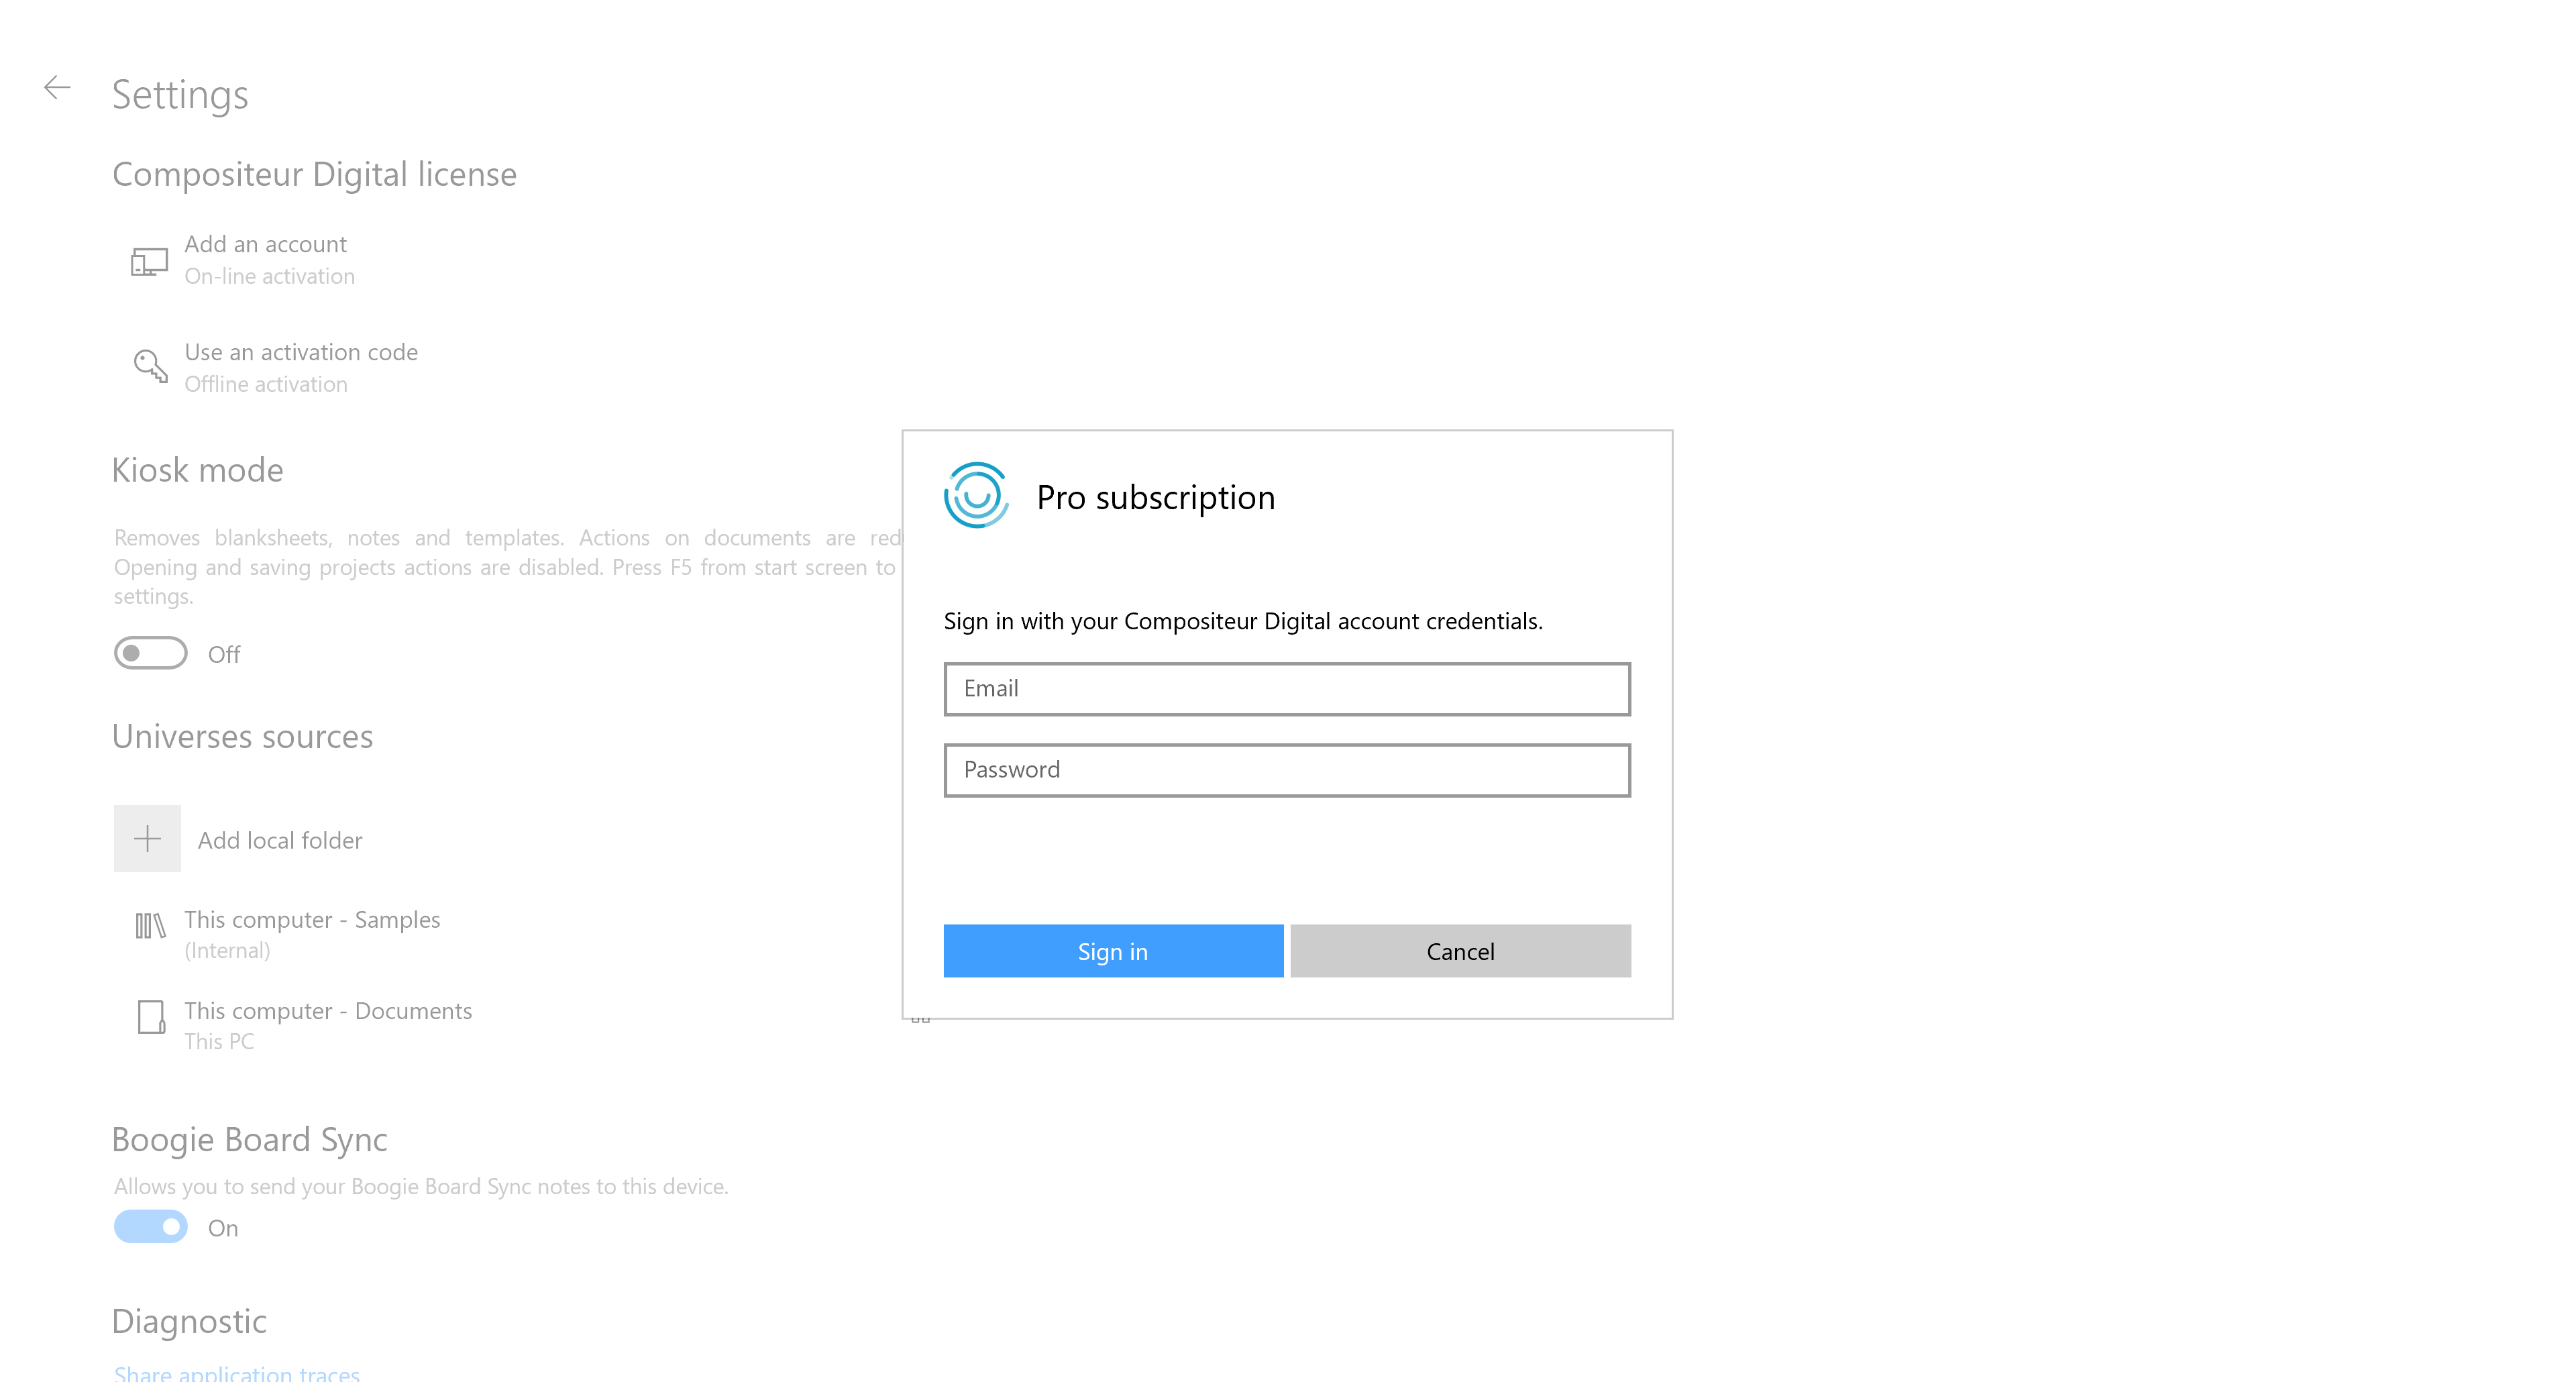 Settings
Compositeur Digital license
Add an account
On-line activation
Use an activation code
Offline activation
Kiosk mode
Removes blanksheets, notes and templates. Actions on documents are
Opening and saving projects actions are disabled. Press F5 from start screen to
settings.
Off
Universes sources
Add local folder
This computer - Samples
(Internal)
This computer - Documents
This PC
Boogie Board Sync
Allows you to send your Boogie Board Sync notes to this device.
On
Diagnostic
Share application traces
Pro subscription
Sign in with your Compositeur Digital account credentials.
Email
Password
Sign in
Cancel